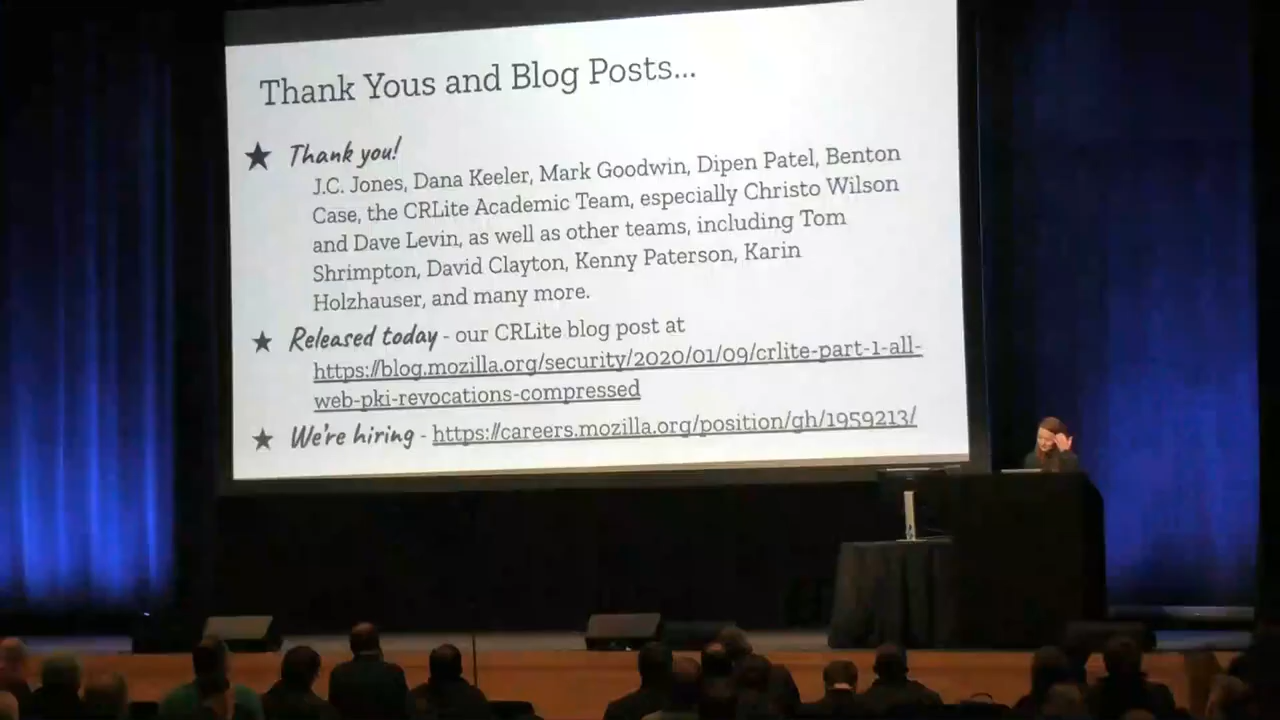 Thank Yous and Blog Posts...
Thank you!
J.C. Jones, Dana Keeler, Mark Goodwin, Dipen Patel, Benton
Case, the CRLite Academic Team, especially Christo Wilson
and Dave Levin, as well as other teams, including Tom
Shrimpton, David Clayton, Kenny Paterson, Karin
Holzhauser, and many more.
Released today - our CRLite blog post at
https://blog.mozilla.org/security/2020/01/09/crlite-part-1-all-
web-pki-revocations-compressed
We're hiring - https://careers.mozilla.org/position/gh/1959213/